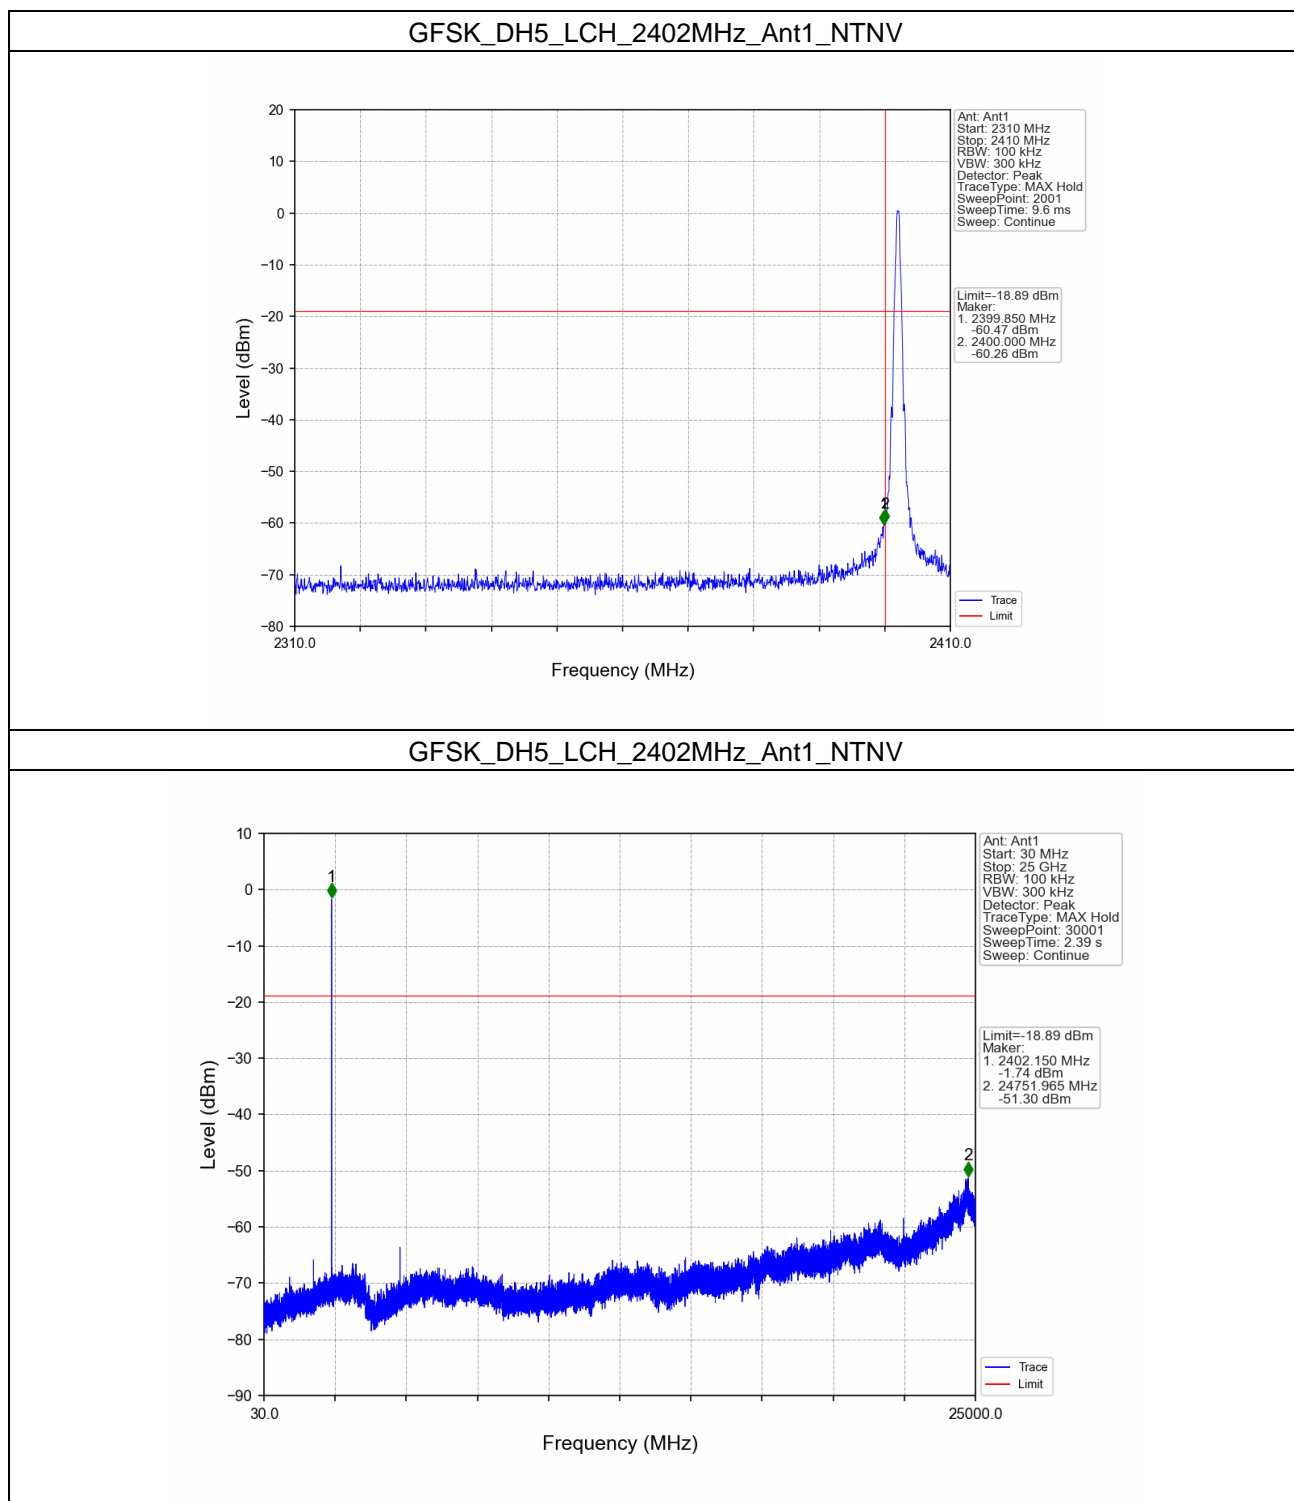 GFSK_DH5_LCH_2402MHz_Ant1_NTNV
20
10
0
−10
−20
−30
−40
−50
−60
−70
−80
Level (dBm)
2310.0
2410.0
Frequency (MHz)
2
Ant: Ant1
Start: 2310 MHz
Stop: 2410 MHz
RBW: 100 kHz
VBW: 300 kHz
Detector: Peak
TraceType: MAX Hold
SweepPoint: 2001
SweepTime: 9.6 ms
Sweep: Continue
Limit=-18.89 dBm
Maker:
1. 2399.850 MHz
-60.47 dBm
2. 2400.000 MHz
-60.26 dBm
Trace
Limit
GFSK_DH5_LCH_2402MHz_Ant1_NTNV
10
0
−10
−20
−30
−40
−50
−60
−70
−80
−90
Level (dBm)
30.0
25000.0
Frequency (MHz)
1
2
Ant: Ant1
Start: 30 MHz
Stop: 25 GHz
RBW: 100 kHz
VBW: 300 kHz
Detector: Peak
TraceType: MAX Hold
SweepPoint: 30001
SweepTime: 2.39 s
Sweep: Continue
Limit=-18.89 dBm
Maker:
1. 2402.150 MHz
-1.74 dBm
2. 24751.965 MHz
-51.30 dBm
Trace
Limit